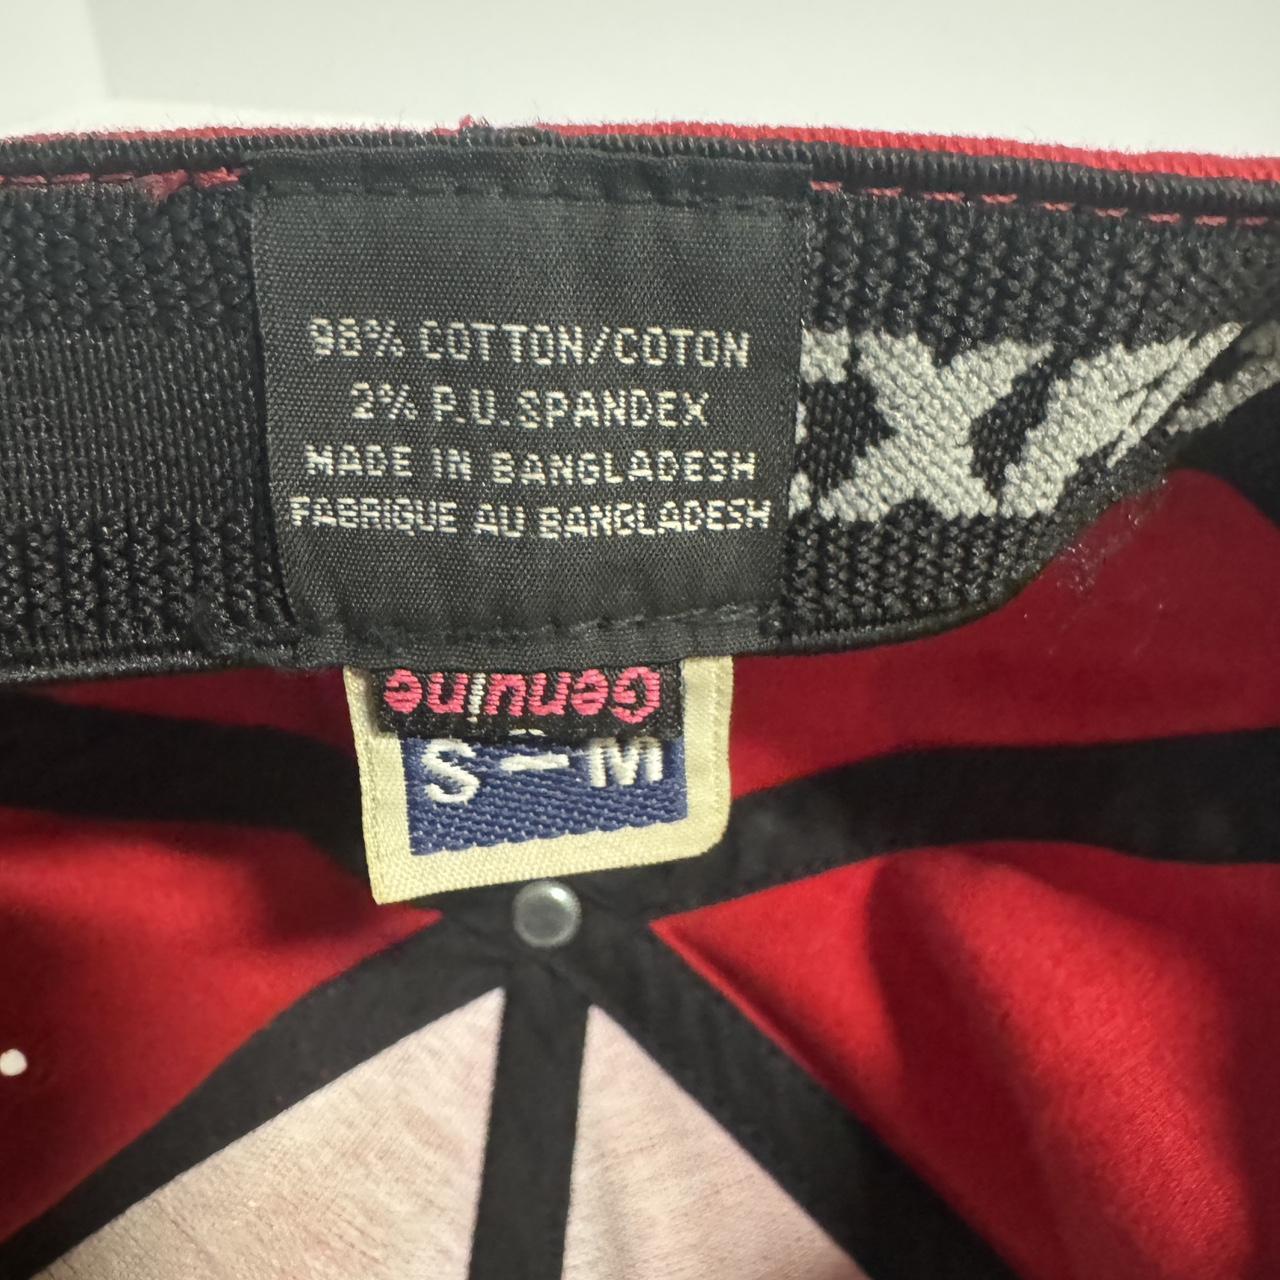 98% COTTON/COTON
2% P.U.SPANDEX
MADE IN BANGLADESH
FABRIQUE AU BANGLADESH
Genuine
S-M